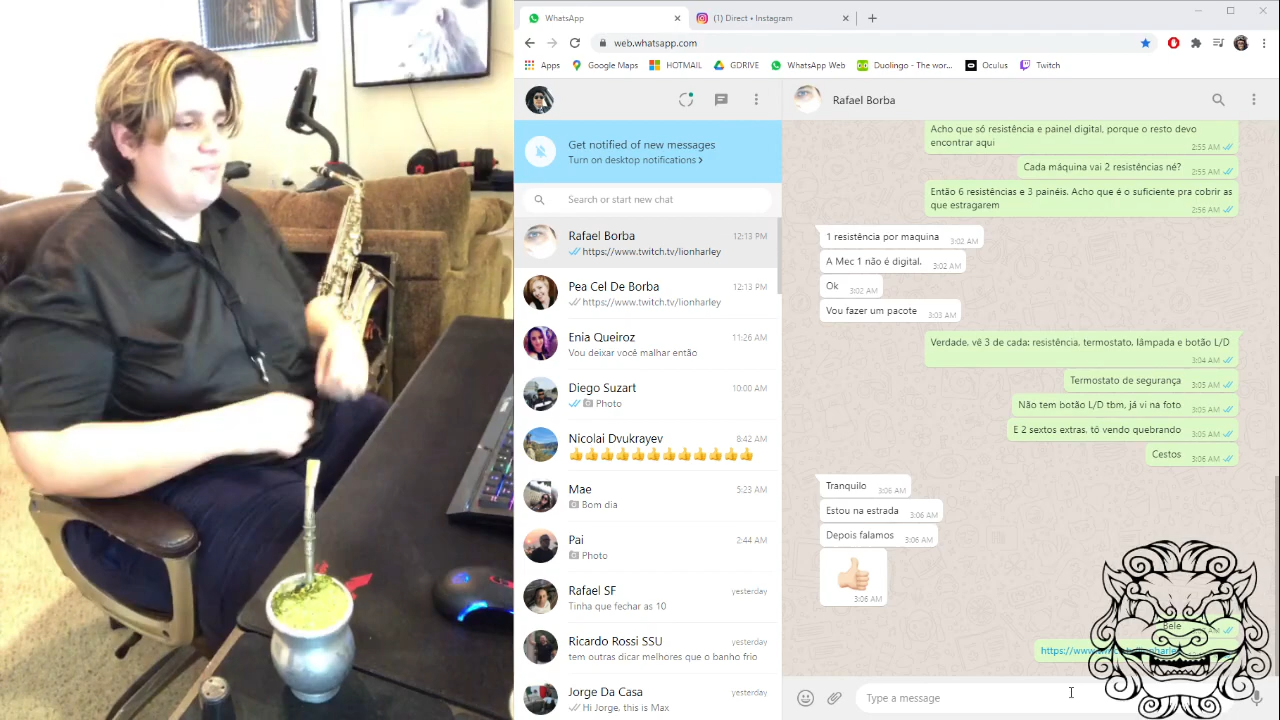 WhatsApp
(1) Direct • Instagram
web.whatsapp.com
Apps
Google Maps
HOTMAIL
GDRIVE
WhatsApp Web
Duolingo - The wor...
Oculus
Twitch
Get notified of new messages
Turn on desktop notifications
Search or start new chat
Rafael Borba 12:13 PM
https://www.twitch.tv/lionharley
Pea Cel De Borba 12:13 PM
https://www.twitch.tv/lionharley
Enia Queiroz 11:26 AM
Vou deixar você malhar então
Diego Suzart 10:00 AM
Photo
Nicolai Dvukrayev 8:42 AM
👍👍👍👍👍👍👍👍👍👍👍👍
Mae 5:23 AM
Bom dia
Pai 2:44 AM
Photo
Rafael SF yesterday
Tinha que fechar as 10
Ricardo Rossi SSU yesterday
tem outras dicar melhores que o banho frio
Jorge Da Casa yesterday
Hi Jorge, this is Max
Rafael Borba
Acho que só resistência e painel digital, porque o resto devo
encontrar aqui 2:55 AM
Cada máquina vai 2 resistências né? 2:55 AM
Então 6 resistências e 3 painéis. Acho que é o suficiente pra cobrir as
que estragarem 2:56 AM
1 resistência por maquina 3:02 AM
A Mec 1 não é digital. 3:02 AM
Ok 3:02 AM
Vou fazer um pacote 3:03 AM
Verdade, vê 3 de cada: resistência, termostato, lâmpada e botão L/D
3:04 AM
Termostato de segurança 3:05 AM
Não tem botão L/D tbm, já vi na foto 3:05 AM
E 2 sextos extras, tô vendo quebrando 3:05 AM
Cestos 3:06 AM
Tranquilo 3:06 AM
Estou na estrada 3:06 AM
Depois falamos 3:06 AM
👍
3:06 AM
Bele
Type a message